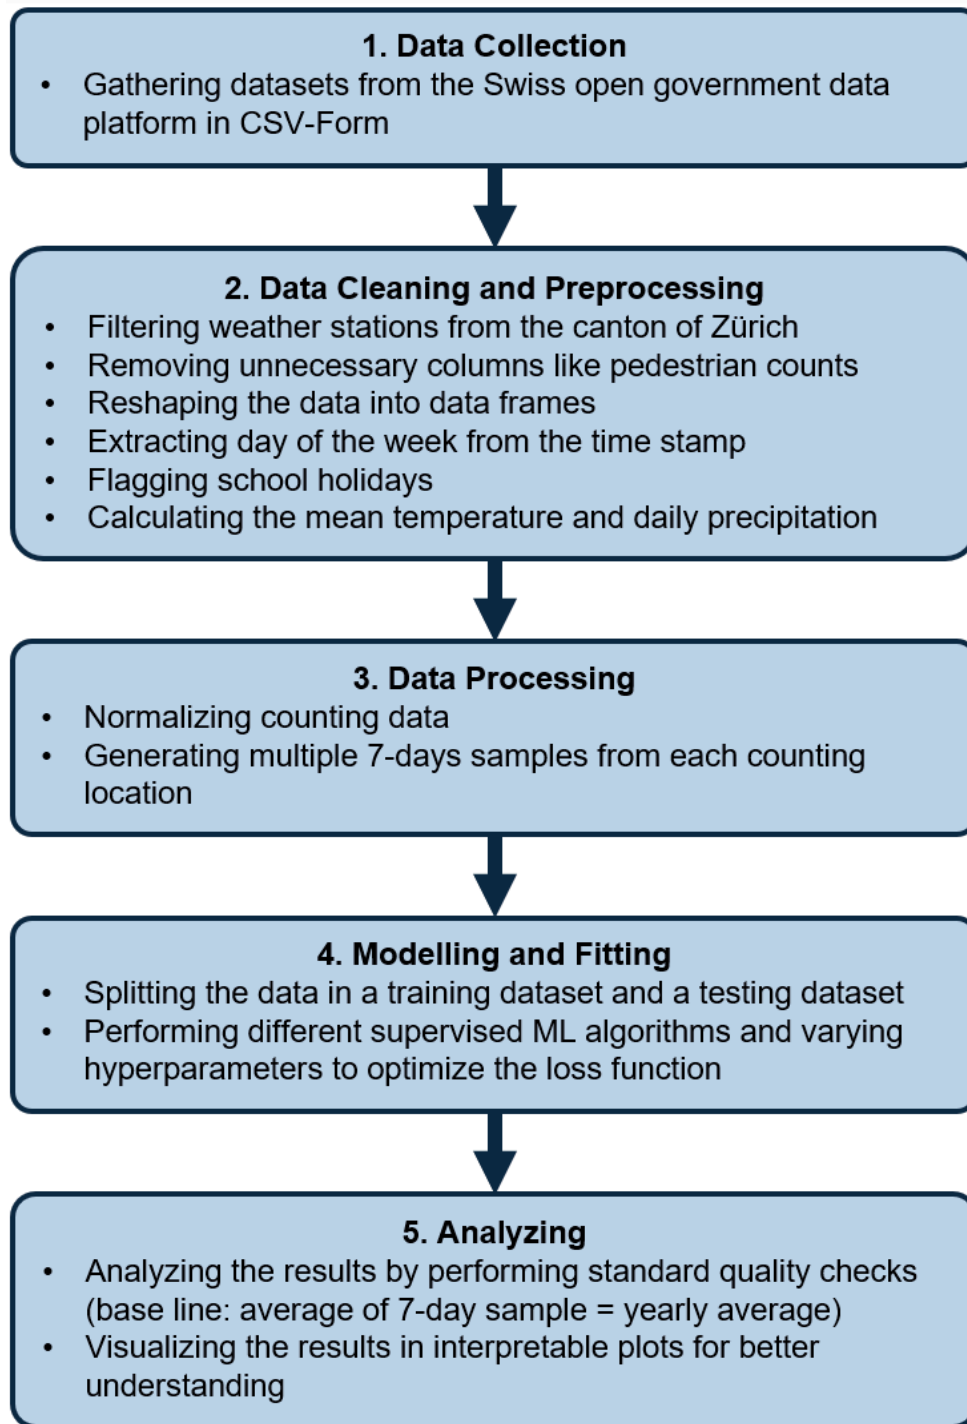 1. Data Collection
• Gathering datasets from the Swiss open government data
platform in CSV-Form
2. Data Cleaning and Preprocessing
• Filtering weather stations from the canton of Zürich
• Removing unnecessary columns like pedestrian counts
• Reshaping the data into data frames
• Extracting day of the week from the time stamp
• Flagging school holidays
• Calculating the mean temperature and daily precipitation
3. Data Processing
• Normalizing counting data
• Generating multiple 7-days samples from each counting
location
4. Modelling and Fitting
• Splitting the data in a training dataset and a testing dataset
• Performing different supervised ML algorithms and varying
hyperparameters to optimize the loss function
5. Analyzing
• Analyzing the results by performing standard quality checks
(base line: average of 7-day sample = yearly average)
• Visualizing the results in interpretable plots for better
understanding